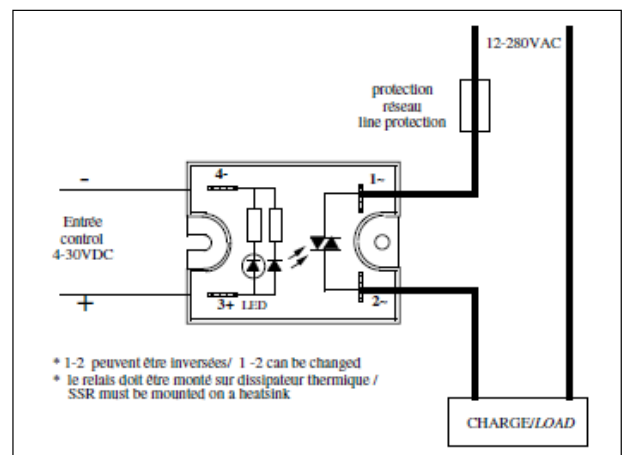 12-280VAC
protection
réseau
line protection
4-
1~
-
Entrée
control
4-30VDC
+
3+ LED
2~
* 1-2 peuvent être inversées/ 1 -2 can be changed
* le relais doit être monté sur dissipateur thermique /
SSR must be mounted on a heatsink
CHARGE/LOAD